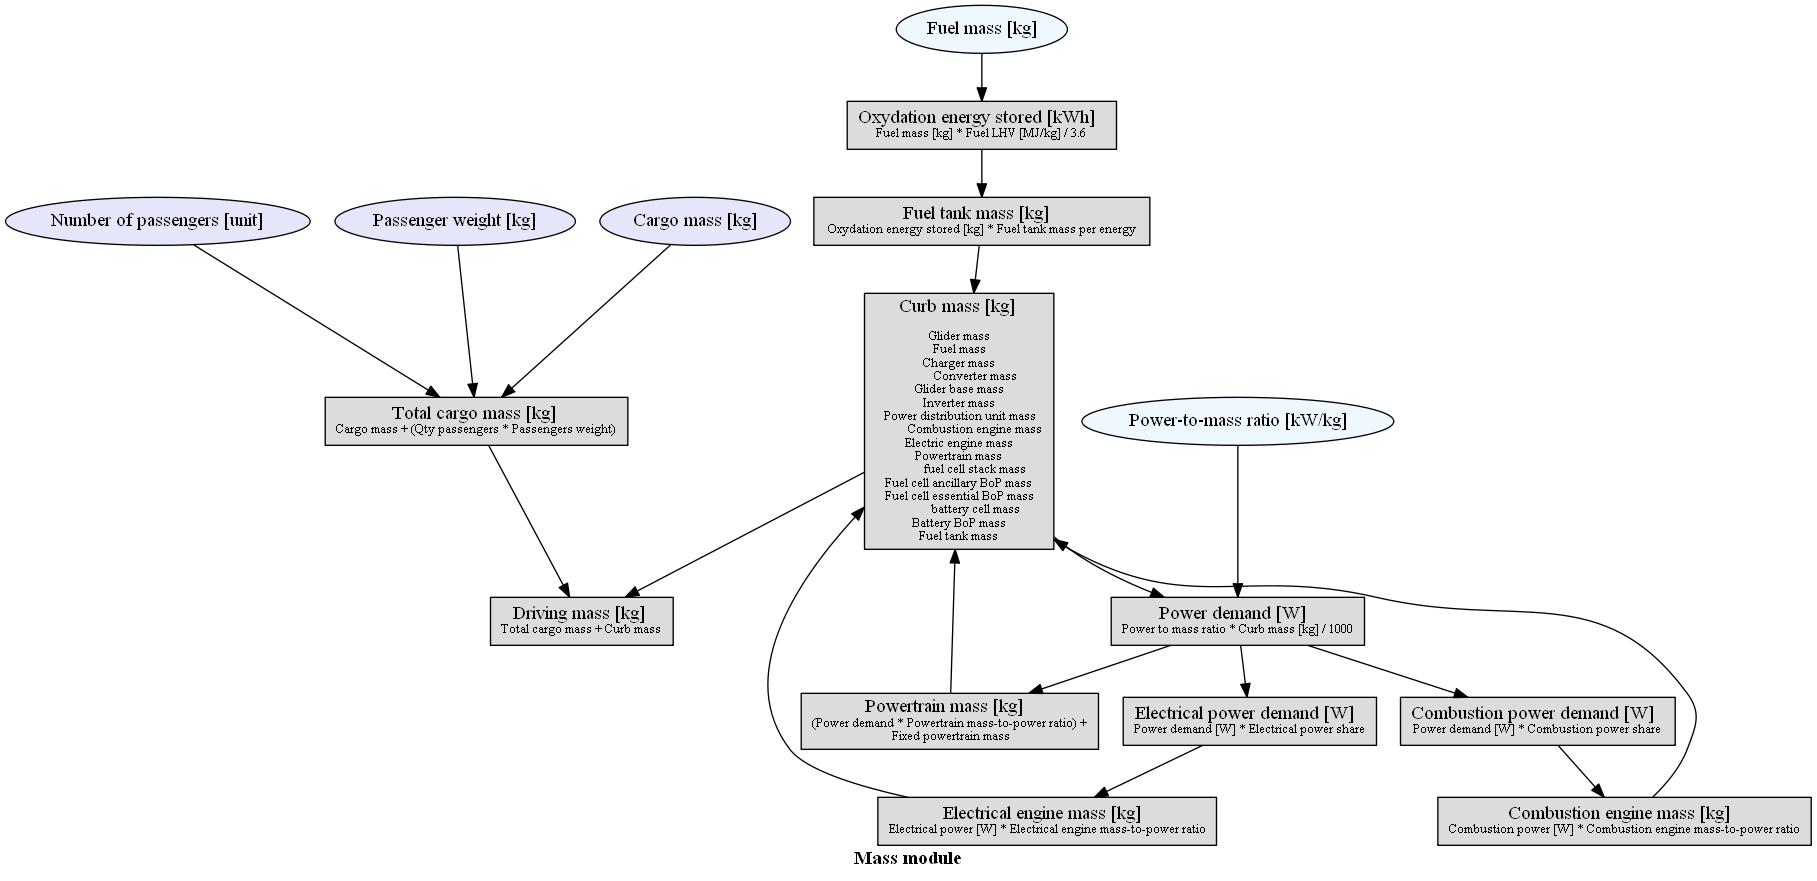 Fuel mass [kg]
Oxydation energy stored [kWh]
Fuel mass [kg] * Fuel LHV [MJ/kg] / 3.6
Number of passengers [unit]
Passenger weight [kg]
Cargo mass [kg]
Fuel tank mass [kg]
Oxydation energy stored [kg] * Fuel tank mass per energy
Curb mass [kg]
Glider mass
Fuel mass
Charger mass
Converter mass
Glider base mass
Inverter mass
Power distribution unit mass
Combustion engine mass
Electric engine mass
Powertrain mass
fuel cell stack mass
Fuel cell ancillary BoP mass
Fuel cell essential BoP mass
battery cell mass
Battery BoP mass
Fuel tank mass
Total cargo mass [kg]
Cargo mass + (Qty passengers * Passengers weight)
Power-to-mass ratio [kW/kg]
Driving mass [kg]
Total cargo mass + Curb mass
Power demand [W]
Power to mass ratio * Curb mass [kg] / 1000
Powertrain mass [kg]
(Power demand * Powertrain mass-to-power ratio) +
Fixed powertrain mass
Electrical power demand [W]
Power demand [W] * Electrical power share
Combustion power demand [W]
Power demand [W] * Combustion power share
Electrical engine mass [kg]
Electrical power [W] * Electrical engine mass-to-power ratio
Combustion engine mass [kg]
Combustion power [W] * Combustion engine mass-to-power ratio
Mass module